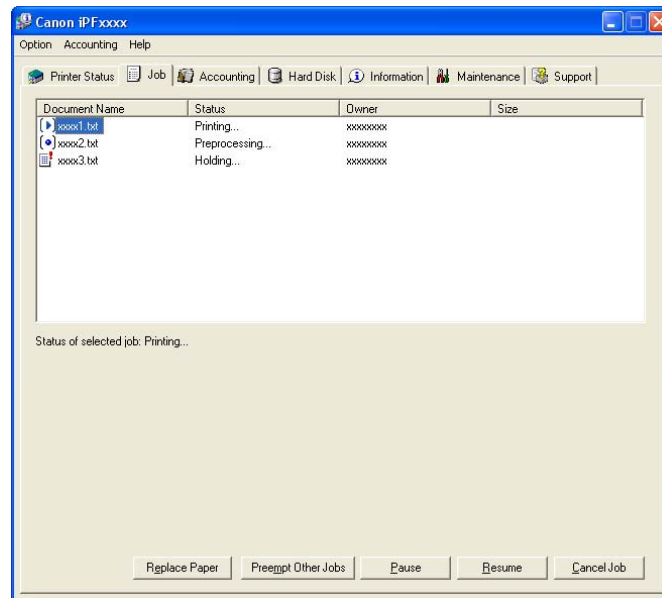 Canon iPFxxxx
Option Accounting Help
Printer Status Job Accounting Hard Disk Information Maintenance Support
Document Name Status Owner Size
xxxx1.txt Printing... xxxxxxxx
xxxx2.txt Preprocessing... xxxxxxxx
xxxx3.txt Holding... xxxxxxxx
Status of selected job: Printing...
Replace Paper Preempt Other Jobs Pause Resume Cancel Job